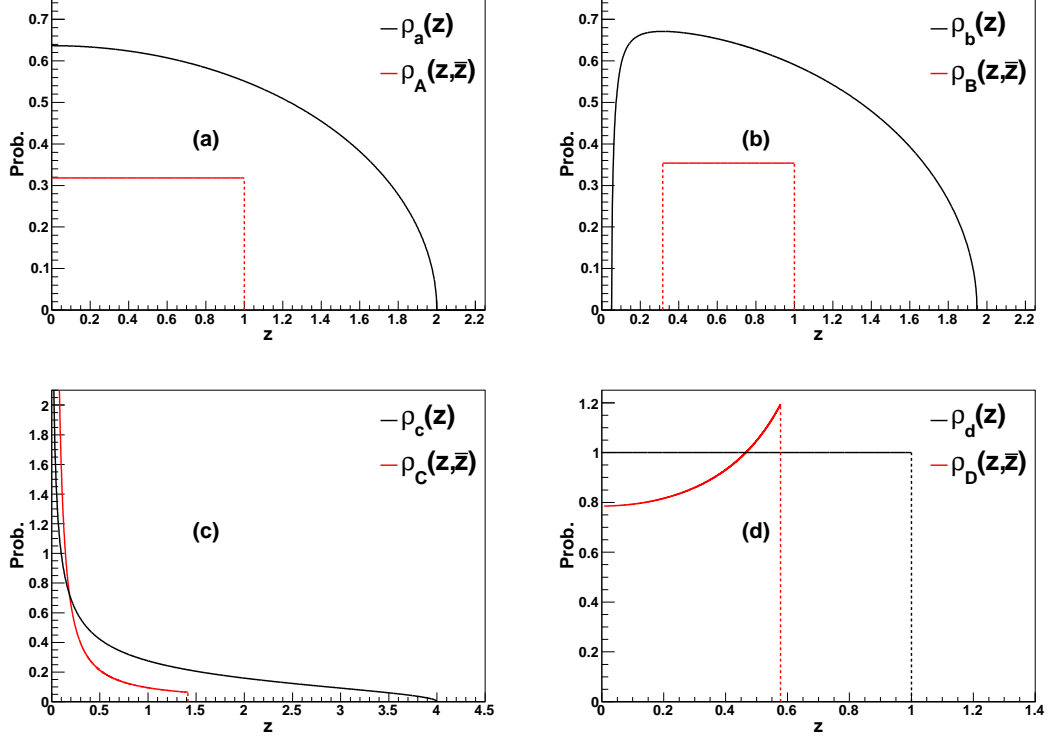 0.7
0.6
0.5
0.4
0.3
0.2
0.1
0
Prob.
ρa(z)
ρA(z,z̅)
(a)
0 0.2 0.4 0.6 0.8 1 1.2 1.4 1.6 1.8 2 2.2
z
0.7
0.6
0.5
0.4
0.3
0.2
0.1
0
Prob.
ρb(z)
ρB(z,z̅)
(b)
0 0.2 0.4 0.6 0.8 1 1.2 1.4 1.6 1.8 2 2.2
z
2
1.8
1.6
1.4
1.2
1
0.8
0.6
0.4
0.2
0
Prob.
ρc(z)
ρC(z,z̅)
(c)
0 0.5 1 1.5 2 2.5 3 3.5 4 4.5
z
1.2
1
0.8
0.6
0.4
0.2
0
Prob.
ρd(z)
ρD(z,z̅)
(d)
0 0.2 0.4 0.6 0.8 1 1.2 1.4
z